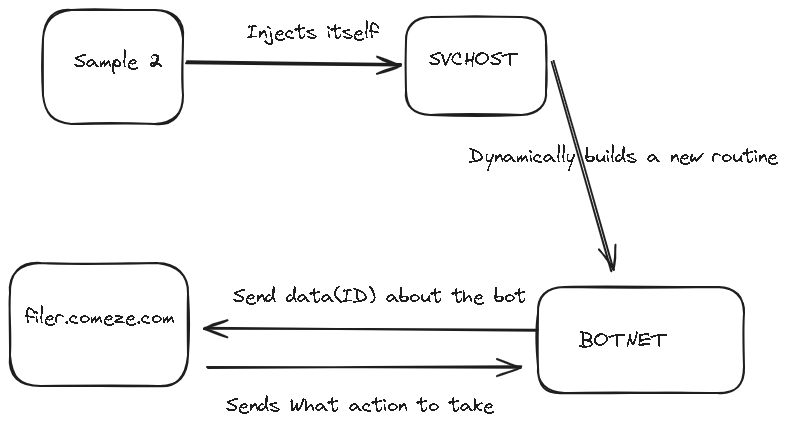 Injects itself
Sample 2
SVCHOST
Dynamically builds a new routine
Send data(ID) about the bot
filer.comeze.com
BOTNET
Sends What action to take